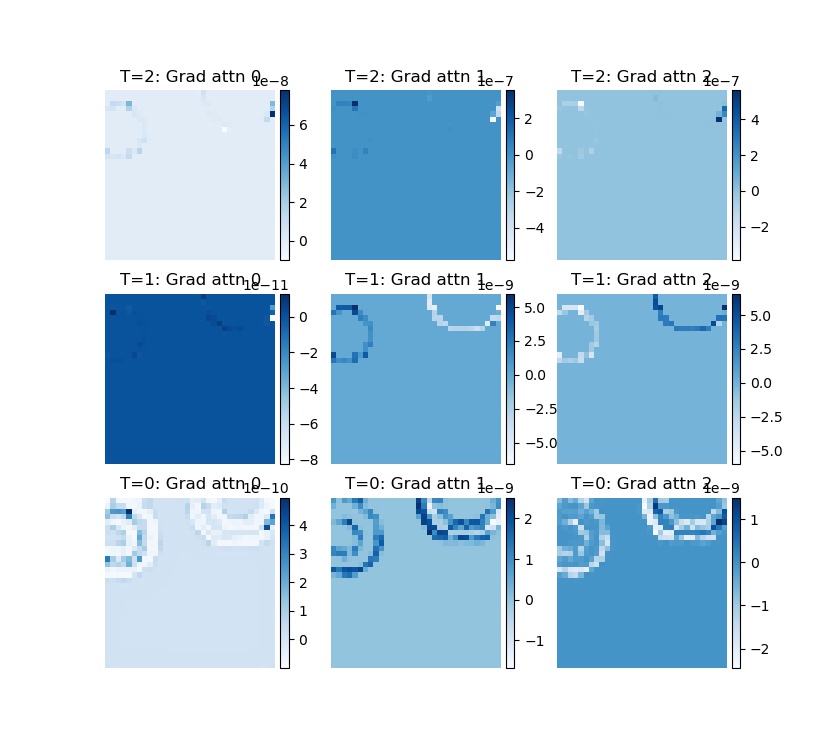 T=2: Grad attn 0
1e−8
T=2: Grad attn 1
1e−7
T=2: Grad attn 2
1e−7
6
4
2
0
2
0
−2
−4
4
2
0
−2
T=1: Grad attn 0
1e−11
T=1: Grad attn 1
1e−9
T=1: Grad attn 2
1e−9
0
−2
−4
−6
−8
5.0
2.5
0.0
−2.5
−5.0
5.0
2.5
0.0
−2.5
−5.0
T=0: Grad attn 0
1e−10
T=0: Grad attn 1
1e−9
T=0: Grad attn 2
1e−9
4
3
2
1
0
2
1
0
−1
1
0
−1
−2